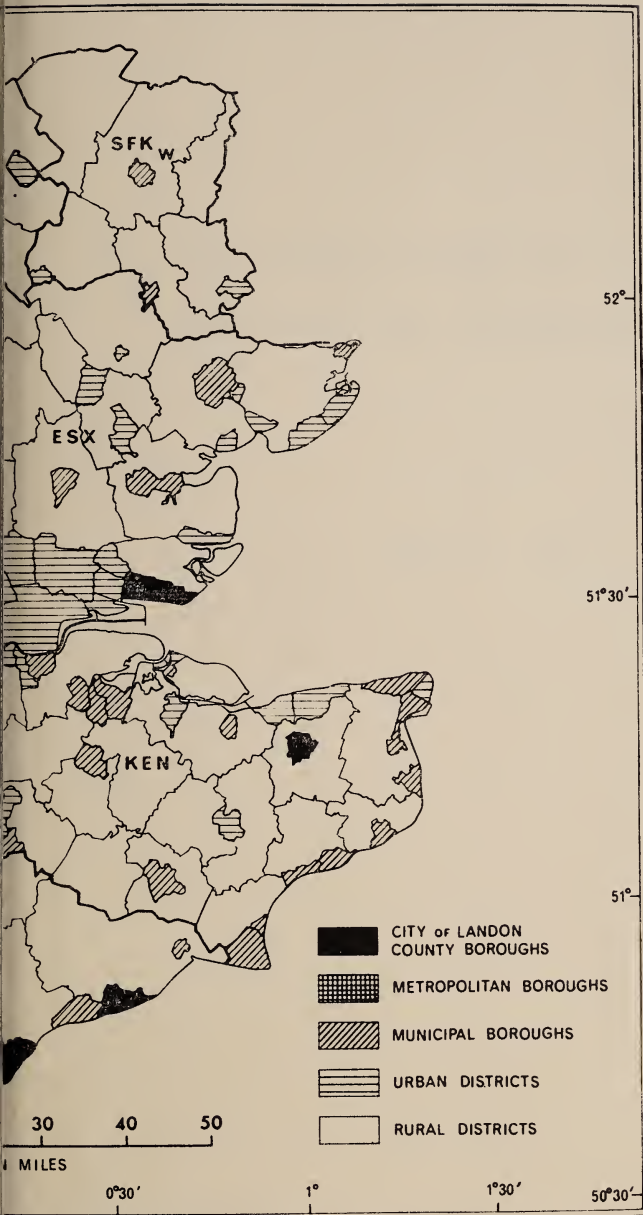 SFK W
52°
ESX
51°30′
KEN
51°
CITY of LANDON
COUNTY BOROUGHS
METROPOLITAN BOROUGHS
MUNICIPAL BOROUGHS
URBAN DISTRICTS
RURAL DISTRICTS
30 40 50
MILES
0°30′ 1° 1°30′ 50°30′